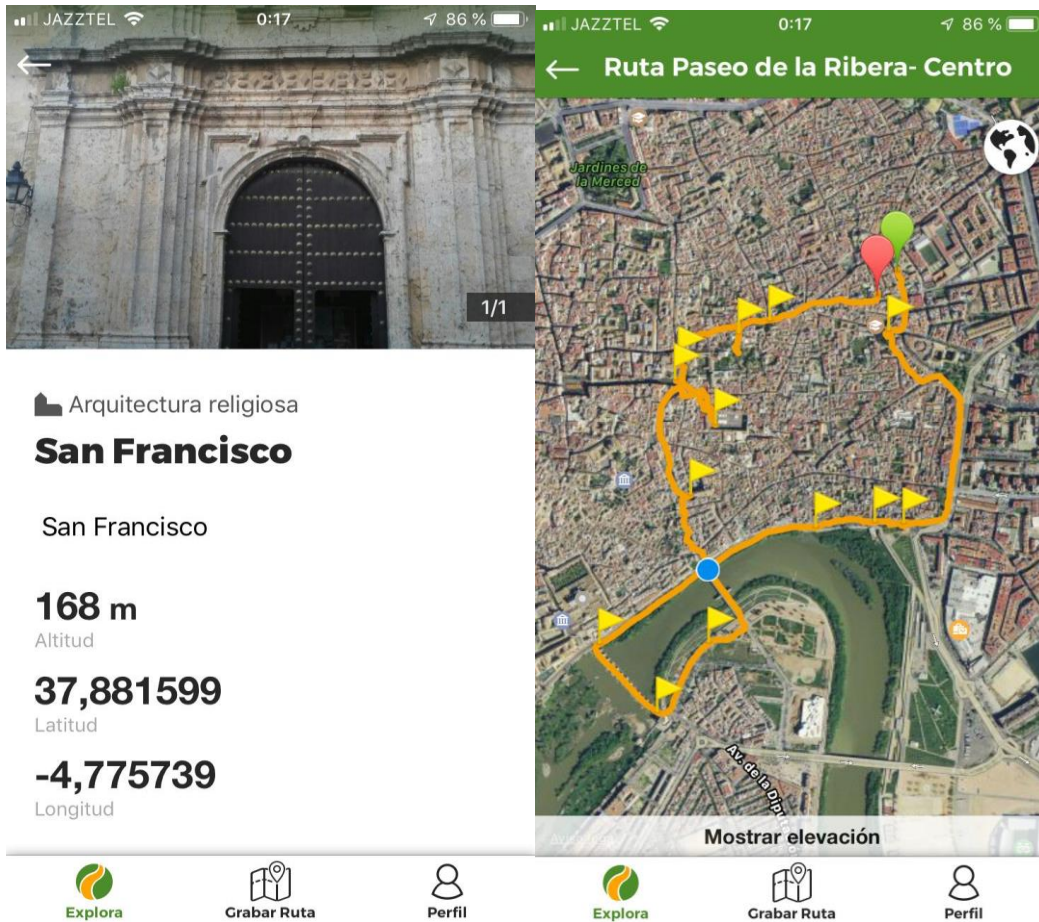 JAZZTEL 0:17 86 %
1/1
Arquitectura religiosa
San Francisco
San Francisco
168 m
Altitud
37,881599
Latitud
-4,775739
Longitud
Explora Grabar Ruta Perfil
JAZZTEL 0:17 86 %
Ruta Paseo de la Ribera- Centro
Jardines de
la Merced
Av. de la
Mostrar elevación
Explora Grabar Ruta Perfil